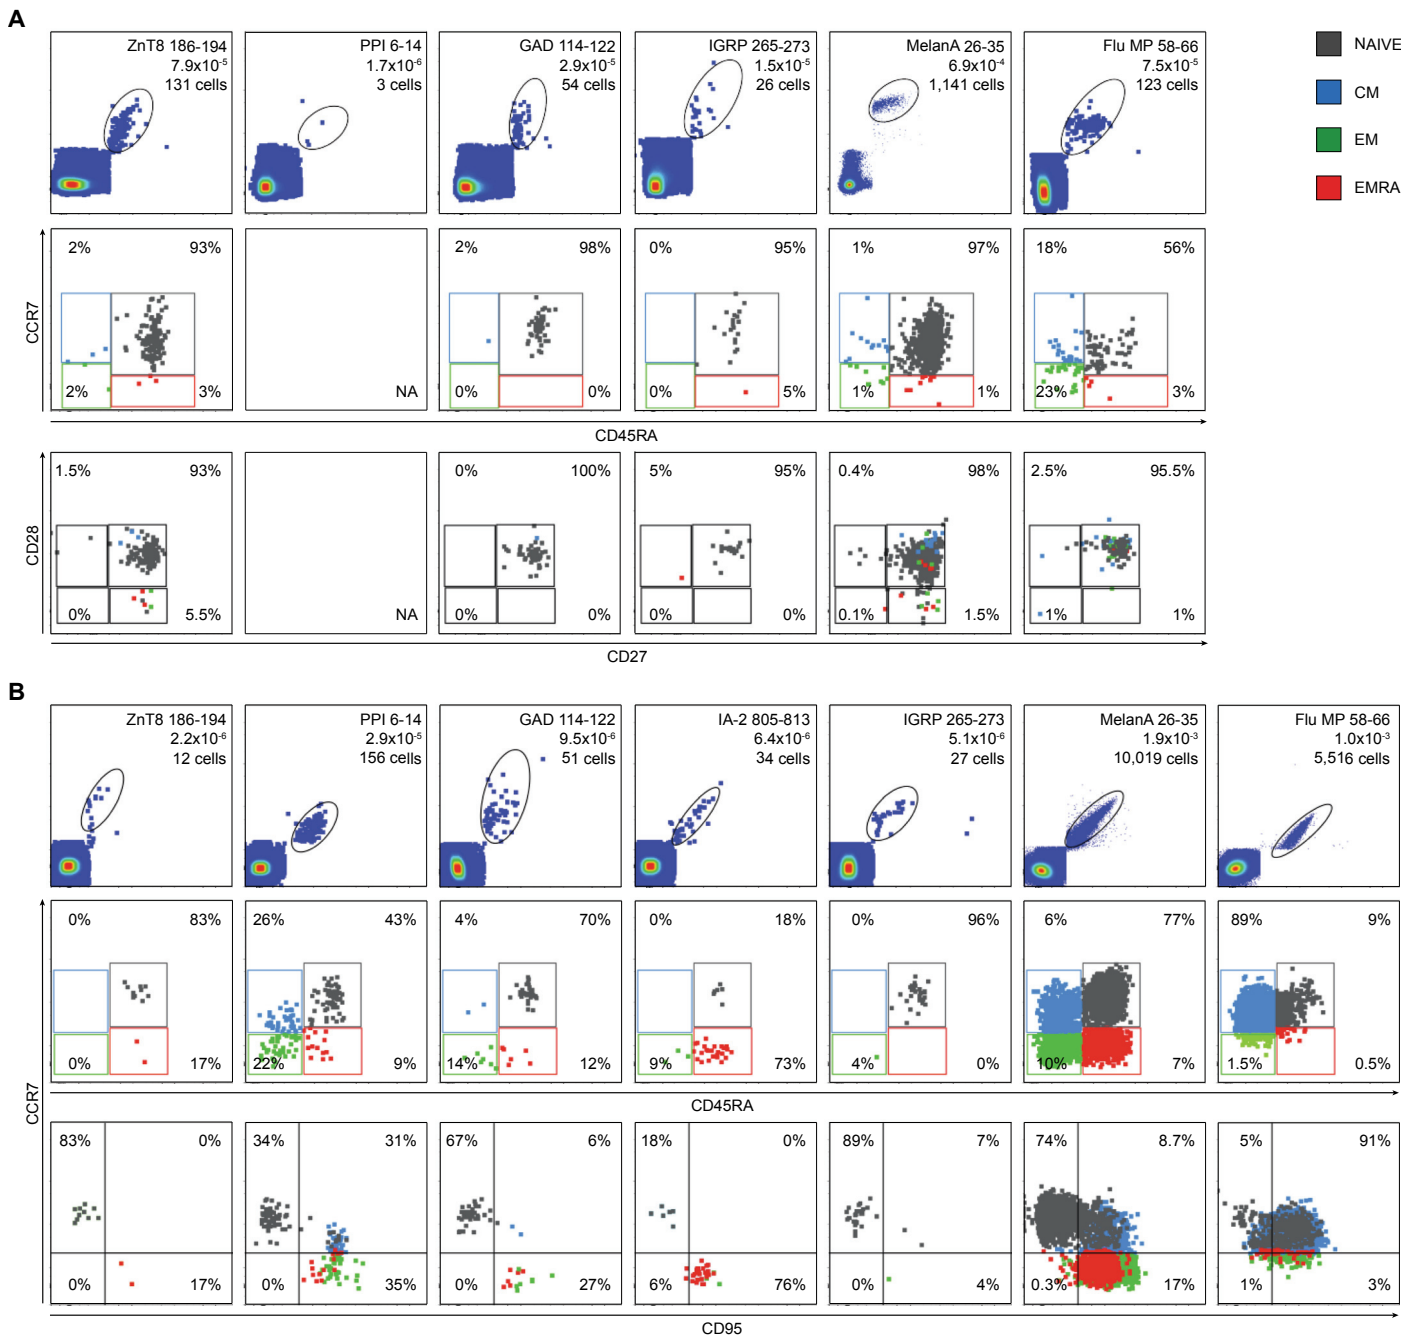 A
ZnT8 186-194
7.9x10⁻⁵
131 cells
PPI 6-14
1.7x10⁻⁶
3 cells
GAD 114-122
2.9x10⁻⁵
54 cells
IGRP 265-273
1.5x10⁻⁵
26 cells
MelanA 26-35
6.9x10⁻⁴
1,141 cells
Flu MP 58-66
7.5x10⁻⁵
123 cells
NAIVE
CM
EM
EMRA
2% 93%
2% 98%
0% 95%
1% 97%
18% 56%
CCR7
2% 3%
NA
0% 0%
0% 5%
1% 1%
23% 3%
CD45RA
1.5% 93%
0% 100%
5% 95%
0.4% 98%
2.5% 95.5%
CD28
0% 5.5%
NA
0% 0%
0% 0%
0.1% 1.5%
1% 1%
CD27
B
ZnT8 186-194
2.2x10⁻⁶
12 cells
PPI 6-14
2.9x10⁻⁵
156 cells
GAD 114-122
9.5x10⁻⁶
51 cells
IA-2 805-813
6.4x10⁻⁶
34 cells
IGRP 265-273
5.1x10⁻⁶
27 cells
MelanA 26-35
1.9x10⁻³
10,019 cells
Flu MP 58-66
1.0x10⁻³
5,516 cells
0% 83%
26% 43%
4% 70%
0% 18%
0% 96%
6% 77%
89% 9%
0% 17%
22% 9%
14% 12%
9% 73%
4% 0%
10% 7%
1.5% 0.5%
CD45RA
CCR7
83% 0%
34% 31%
67% 6%
18% 0%
89% 7%
74% 8.7%
5% 91%
0% 17%
0% 35%
0% 27%
6% 76%
0% 4%
0.3% 17%
1% 3%
CD95